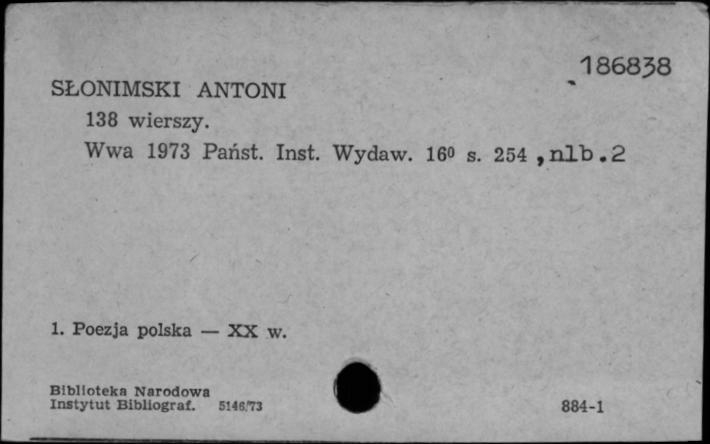 186838
SŁONIMSKI ANTONI
138 wierszy.
Wwa 1973 Państ. Inst. Wydaw. 16⁰ s. 254 , nlb . 2
1. Poezja polska — XX w.
Biblioteka Narodowa
Instytut Bibliograf. 5146/73
884-1